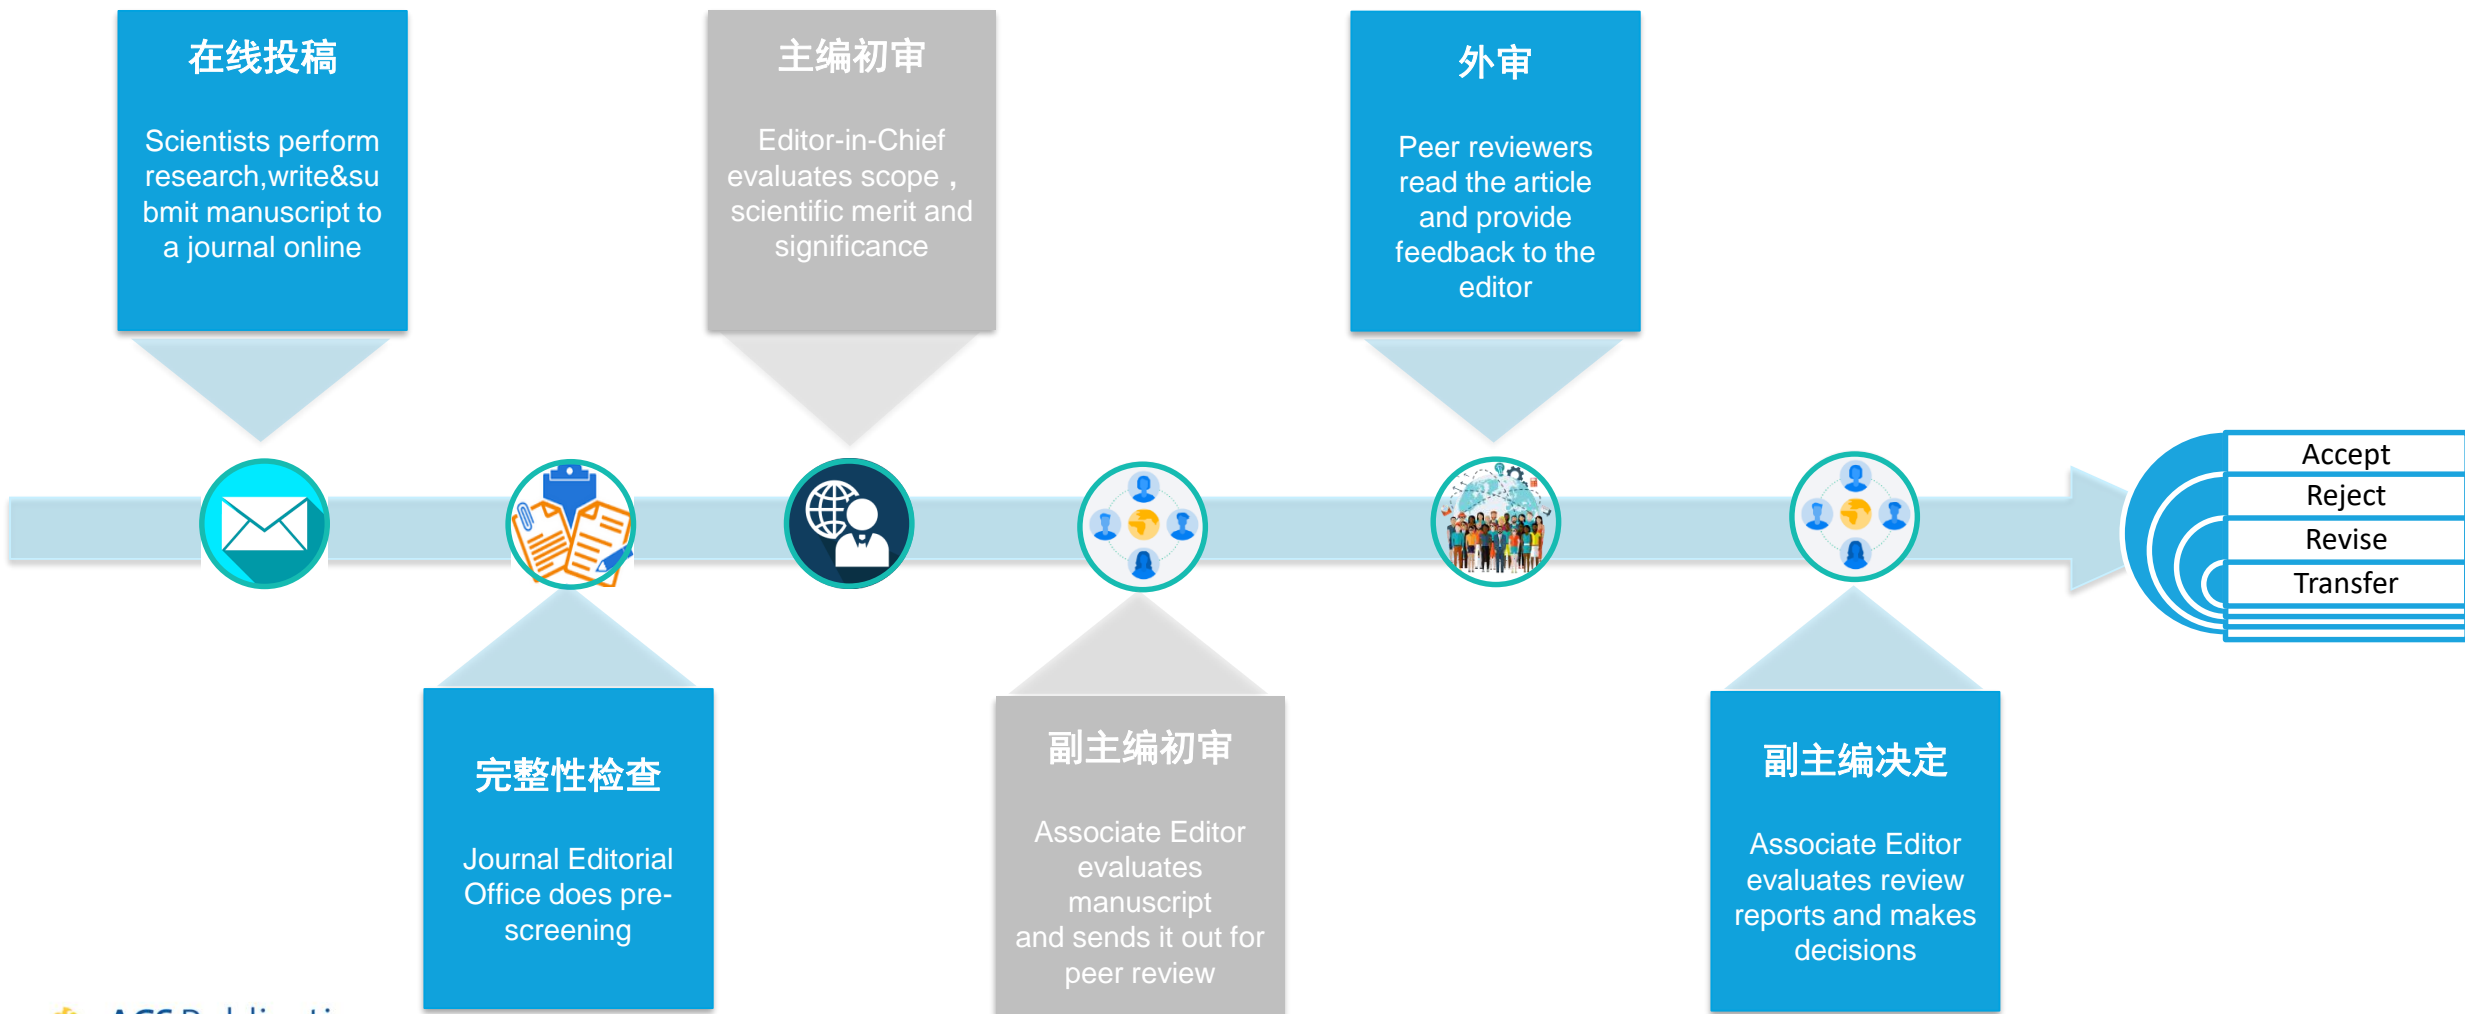 在线投稿
Scientists perform
research,write&su
bmit manuscript to
a journal online
完整性检查
Journal Editorial
Office does pre-
screening
主编初审
Editor-in-Chief
evaluates scope，
scientific merit and
significance
副主编初审
Associate Editor
evaluates
manuscript
and sends it out for
peer review
外审
Peer reviewers
read the article
and provide
feedback to the
editor
副主编决定
Associate Editor
evaluates review
reports and makes
decisions
Accept
Reject
Revise
Transfer
ACS